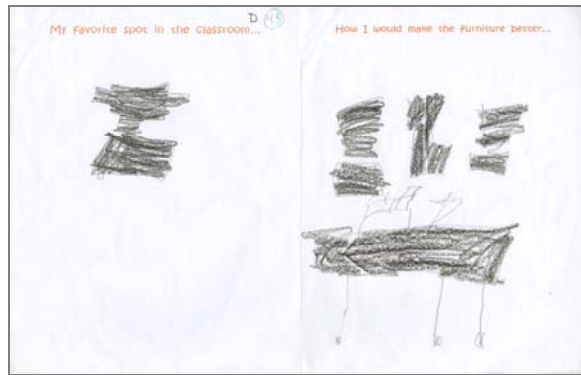 D 45
My favorite spot in the classroom...
How I would make the furniture better...